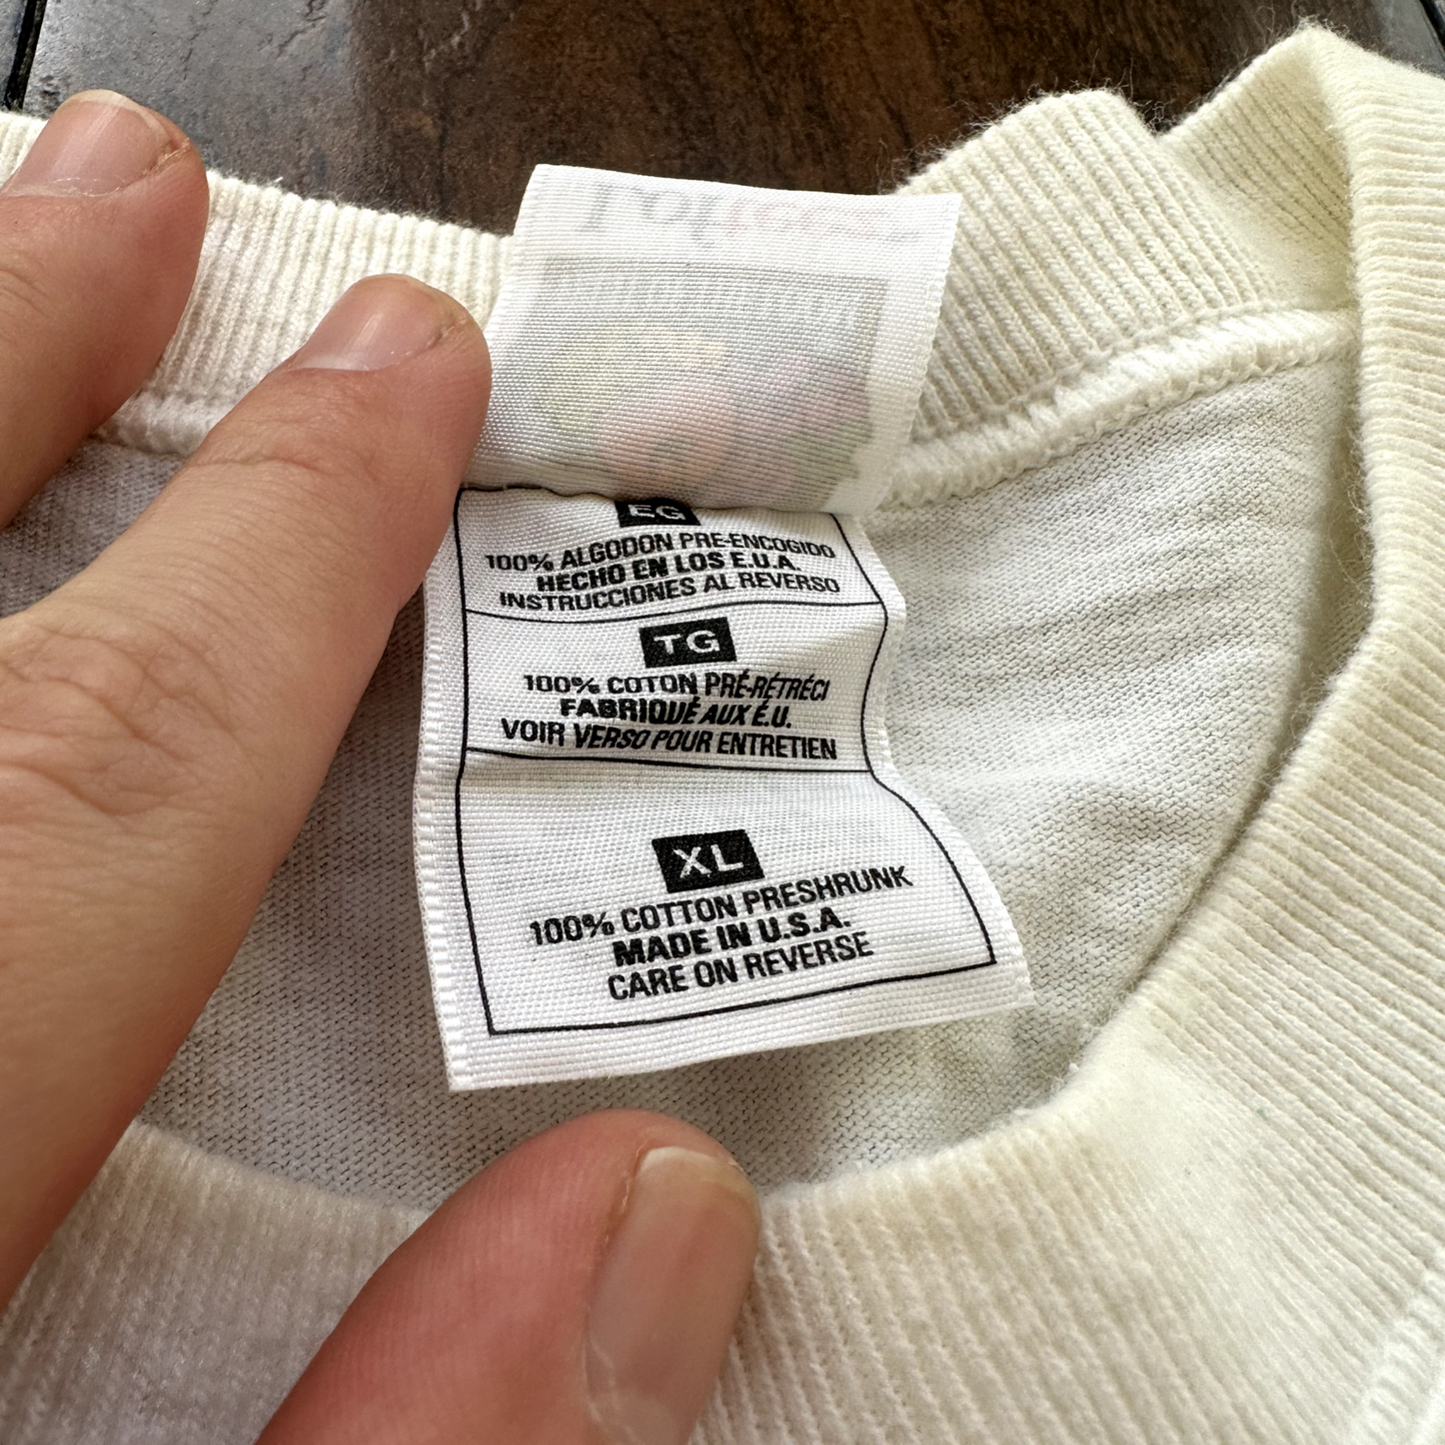 EG
100% ALGODON PRE-ENCOGIDO
HECHO EN LOS E.U.A.
INSTRUCCIONES AL REVERSO
TG
100% COTON PRÉ-RÉTRÉCI
FABRIQUÉ AUX É.U.
VOIR VERSO POUR ENTRETIEN
XL
100% COTTON PRESHRUNK
MADE IN U.S.A.
CARE ON REVERSE